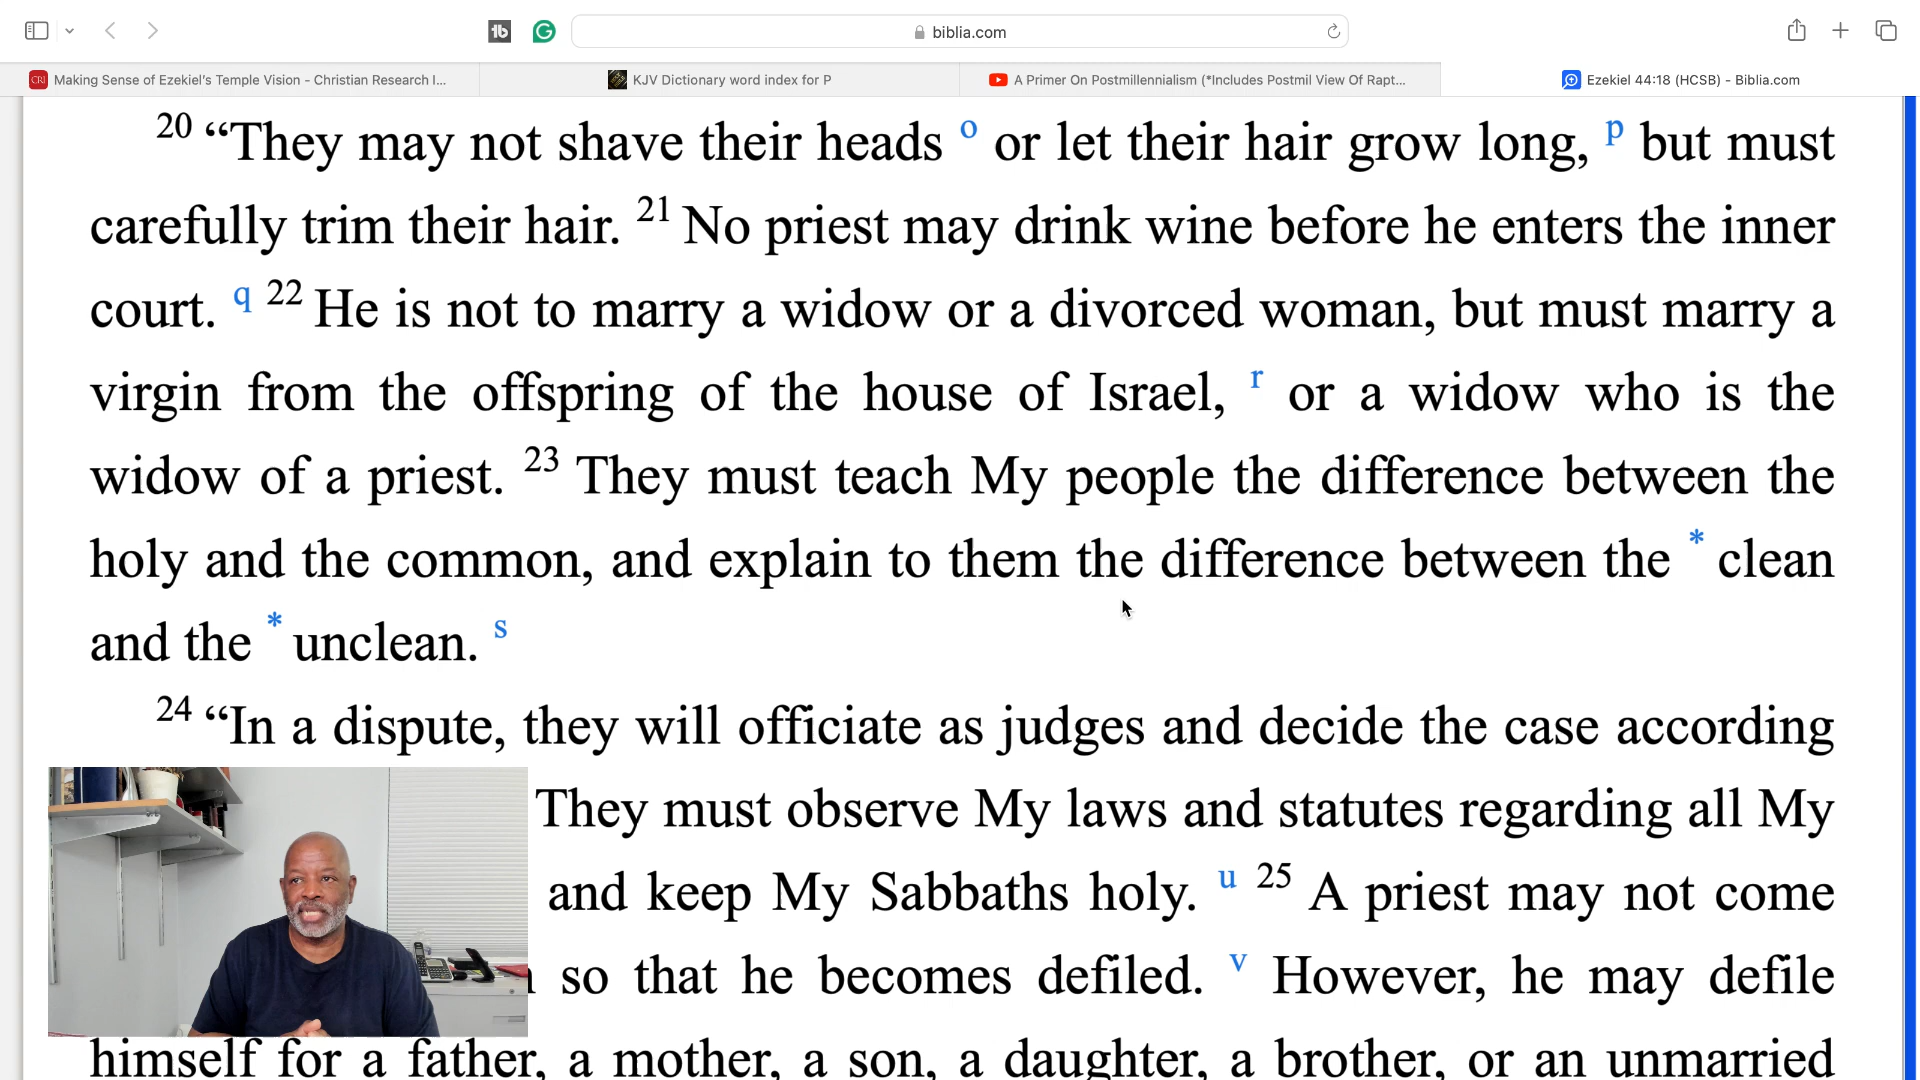 biblia.com
Making Sense of Ezekiel's Temple Vision - Christian Research I...
KJV Dictionary word index for P
A Primer On Postmillennialism (*Includes Postmil View Of Rapt...
Ezekiel 44:18 (HCSB) - Biblia.com
20 “They may not shave their heads o or let their hair grow long, p but must
carefully trim their hair. 21 No priest may drink wine before he enters the inner
court. q 22 He is not to marry a widow or a divorced woman, but must marry a
virgin from the offspring of the house of Israel, r or a widow who is the
widow of a priest. 23 They must teach My people the difference between the
holy and the common, and explain to them the difference between the * clean
and the * unclean. s
24 “In a dispute, they will officiate as judges and decide the case according
They must observe My laws and statutes regarding all My
and keep My Sabbaths holy. u 25 A priest may not come
so that he becomes defiled. v However, he may defile
himself for a father, a mother, a son, a daughter, a brother, or an unmarried